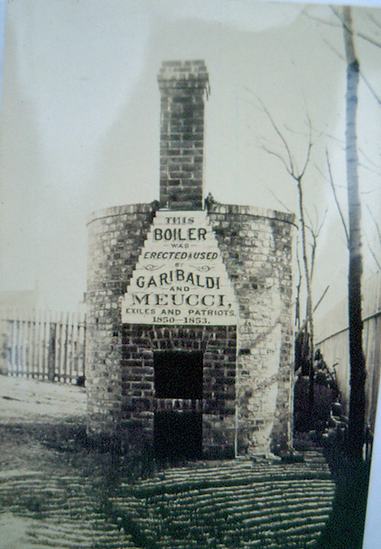 THIS
BOILER
WAS
ERECTED & USED
BY
GARIBALDI
AND
MEUCCI,
EXILES AND PATRIOTS.
1850-1853.